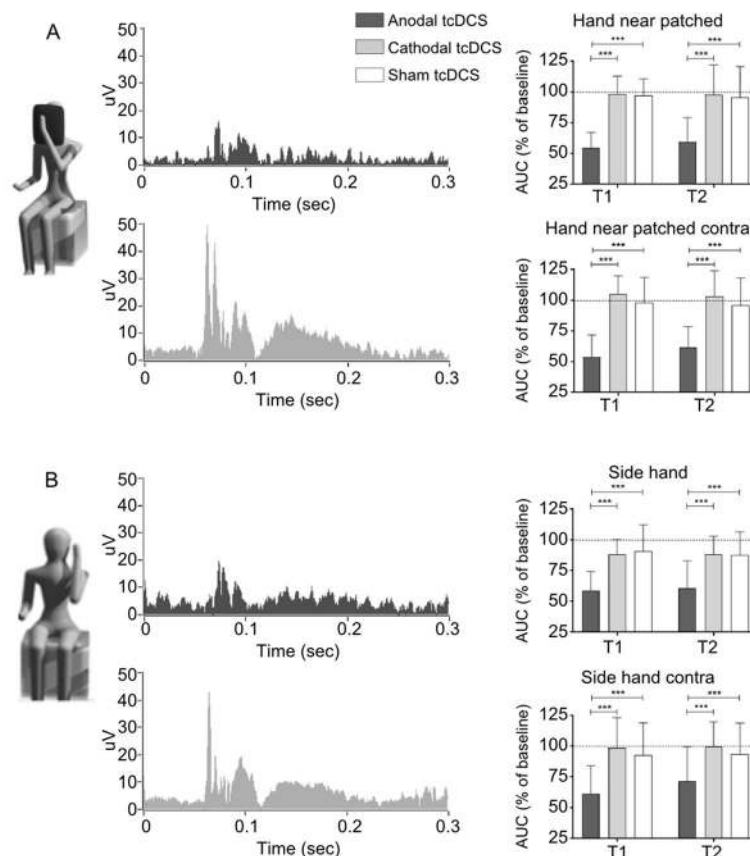 A
Anodal tcDCS
Cathodal tcDCS
Sham tcDCS
50
40
30
20
10
0
uV
0
0.1
0.2
0.3
Time (sec)
50
40
30
20
10
0
uV
0
0.1
0.2
0.3
Time (sec)
Hand near patched
***
***
***
***
125
100
75
50
25
AUC (% of baseline)
T1
T2
Hand near patched contra
***
***
***
***
125
100
75
50
25
AUC (% of baseline)
T1
T2
B
50
40
30
20
10
0
uV
0
0.1
0.2
0.3
Time (sec)
50
40
30
20
10
0
uV
0
0.1
0.2
0.3
Time (sec)
Side hand
***
***
***
***
125
100
75
50
25
AUC (% of baseline)
T1
T2
Side hand contra
***
***
***
***
125
100
75
50
25
AUC (% of baseline)
T1
T2